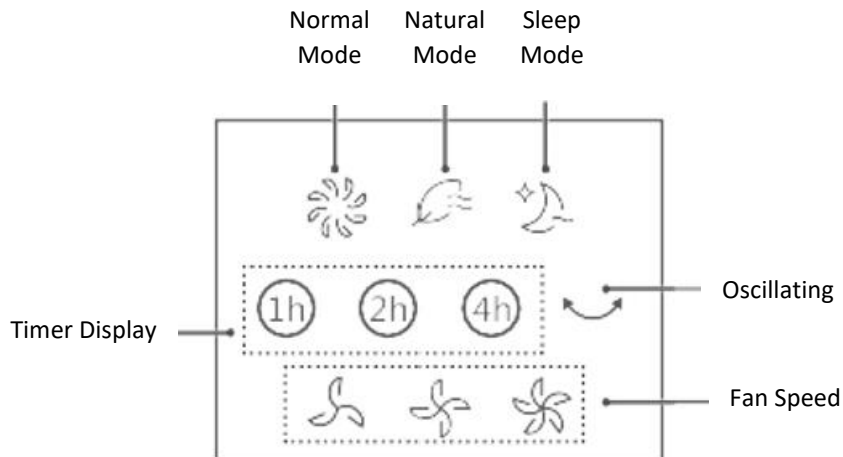 Normal Mode
Natural Mode
Sleep Mode
1h 2h 4h
Oscillating
Timer Display
Fan Speed